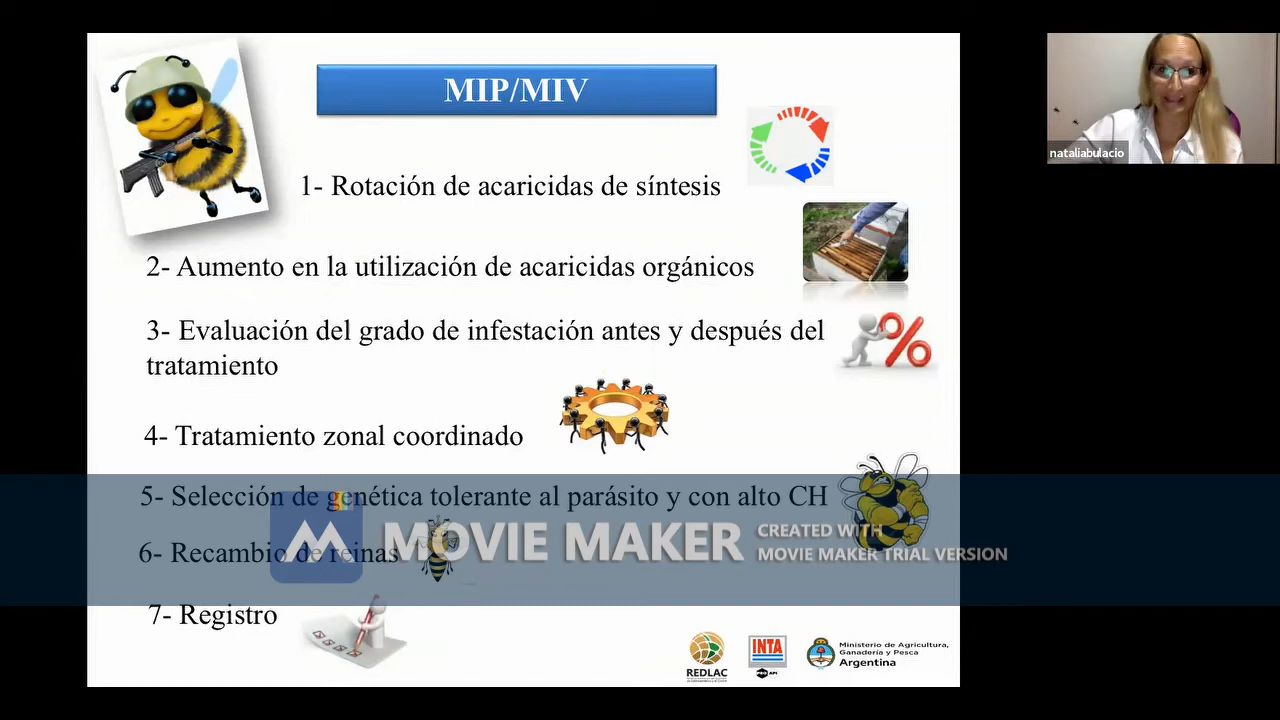 MIP/MIV
1- Rotación de acaricidas de síntesis
2- Aumento en la utilización de acaricidas orgánicos
3- Evaluación del grado de infestación antes y después del
tratamiento
4- Tratamiento zonal coordinado
5- Selección de genética tolerante al parásito y con alto CH
6- Recambio de reinas
7- Registro
nataliabulacio
MOVIE MAKER
CREATED WITH
MOVIE MAKER TRIAL VERSION
REDLAC
INTA
PROAPI
Ministerio de Agricultura,
Ganadería y Pesca
Argentina